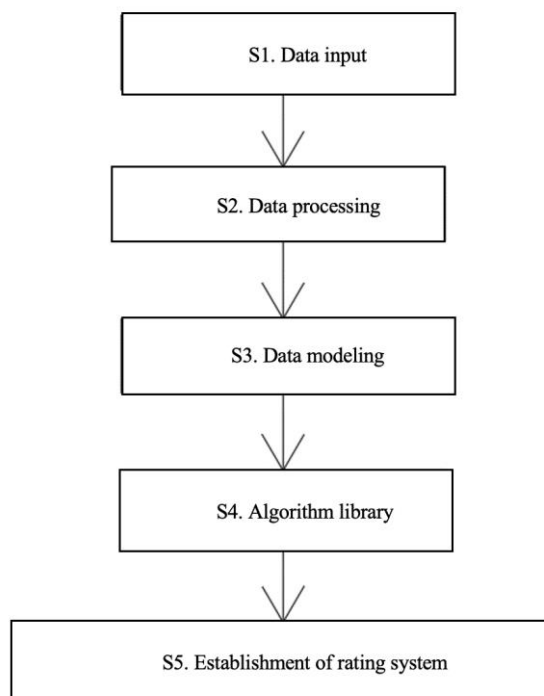 S1. Data input
S2. Data processing
S3. Data modeling
S4. Algorithm library
S5. Establishment of rating system